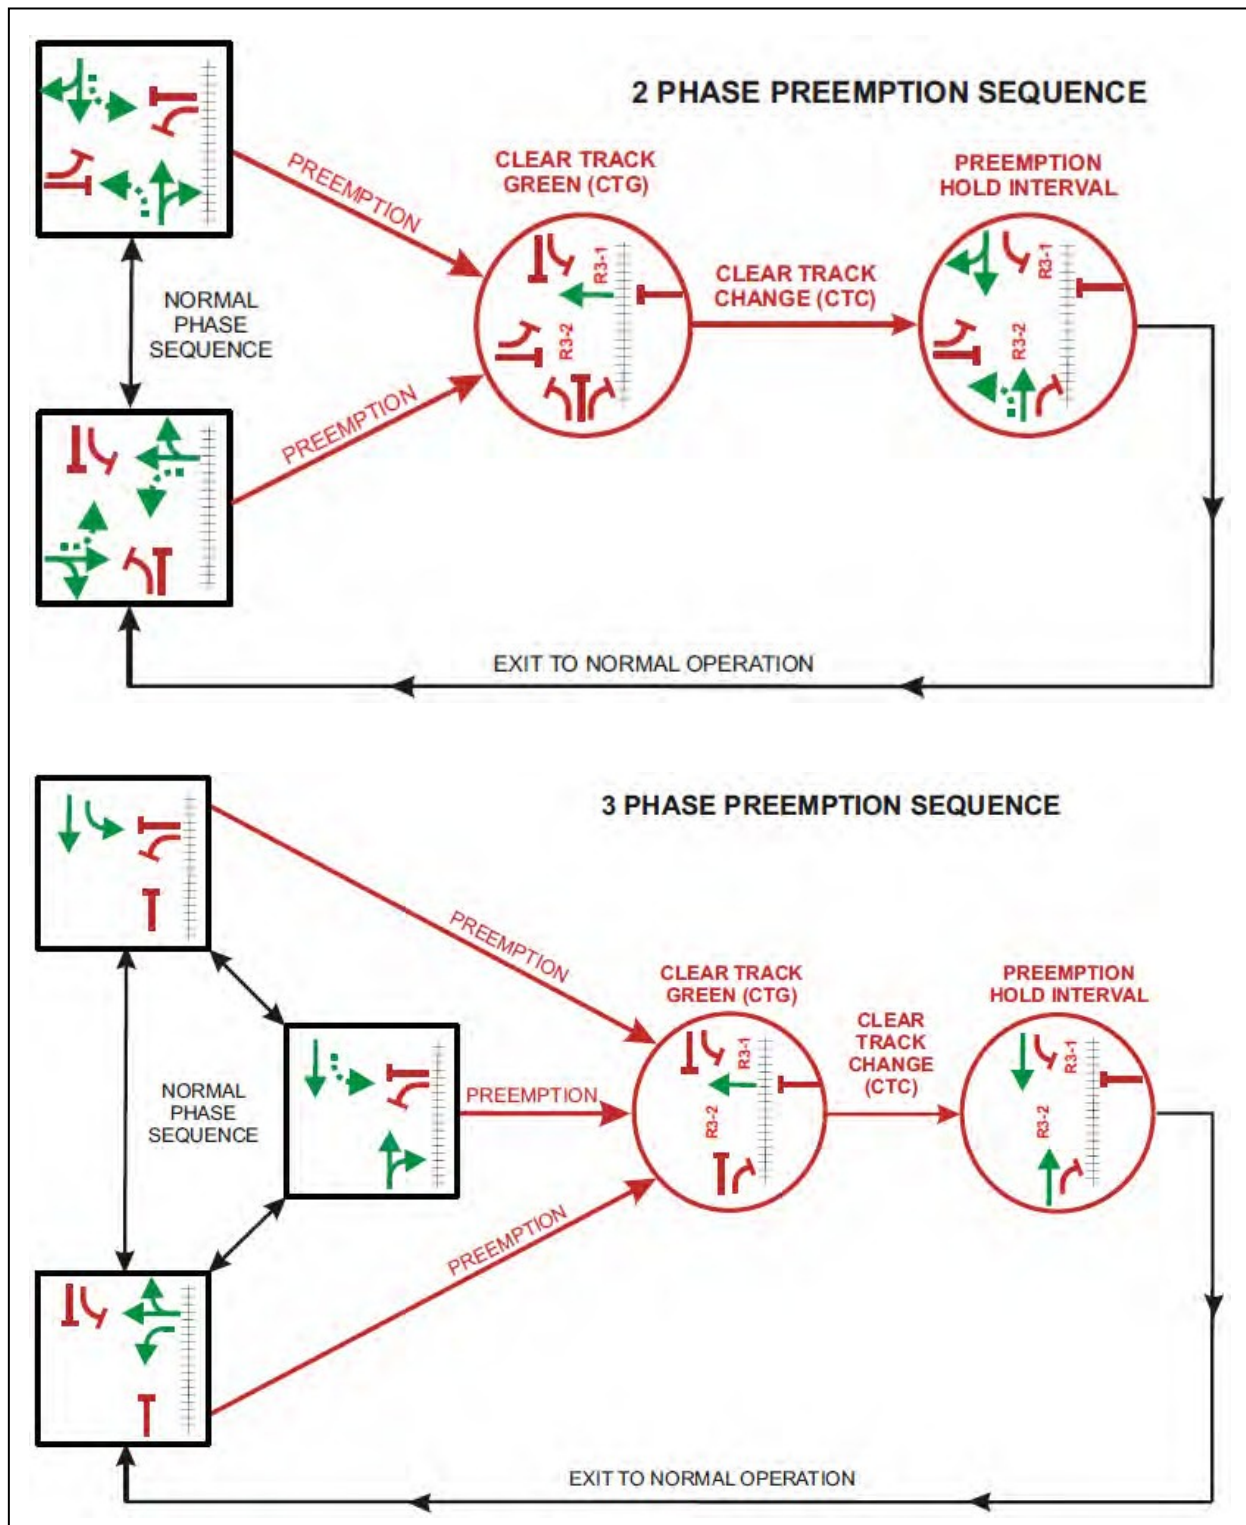 2 PHASE PREEMPTION SEQUENCE
PREEMPTION
CLEAR TRACK
GREEN (CTG)
PREEMPTION
HOLD INTERVAL
R3-1
R3-2
CLEAR TRACK
CHANGE (CTC)
R3-1
R3-2
NORMAL
PHASE
SEQUENCE
PREEMPTION
EXIT TO NORMAL OPERATION
3 PHASE PREEMPTION SEQUENCE
PREEMPTION
CLEAR TRACK
GREEN (CTG)
PREEMPTION
HOLD INTERVAL
CLEAR
TRACK
CHANGE
(CTC)
R3-1
R3-2
R3-1
R3-2
NORMAL
PHASE
SEQUENCE
PREEMPTION
PREEMPTION
EXIT TO NORMAL OPERATION